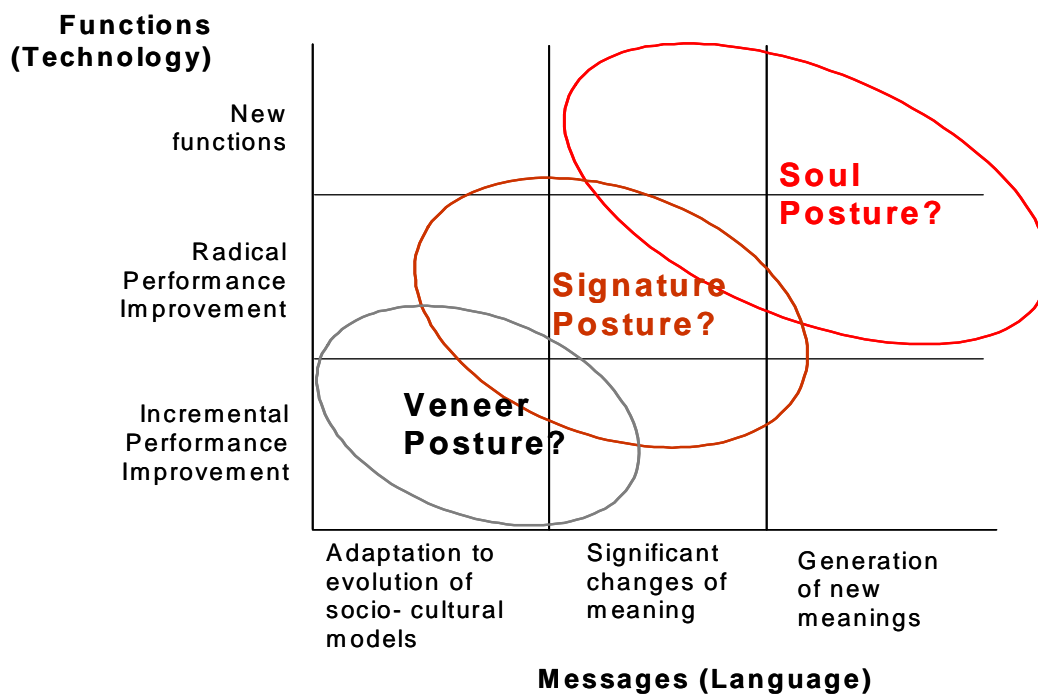 Functions
(Technology)
New
functions
Soul
Posture?
Radical
Performance
Improvement
Signature
Posture?
Incremental
Performance
Improvement
Veneer
Posture?
Adaptation to
evolution of
socio- cultural
models
Significant
changes of
meaning
Generation
of new
meanings
Messages (Language)